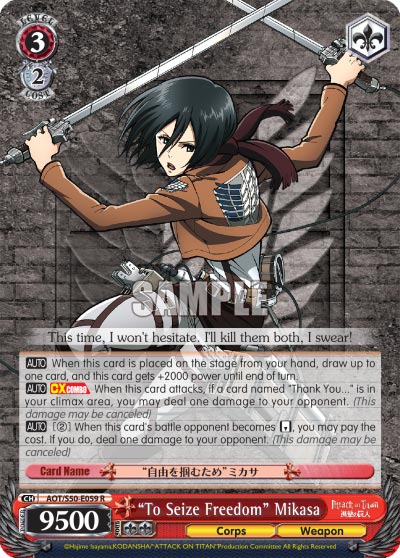 LEVEL
3
2
COST
SAMPLE
This time, I won't hesitate. I'll kill them both, I swear!
AUTO When this card is placed on the stage from your hand, draw up to
one card, and this card gets +2000 power until end of turn.
AUTO CXCOMBO When this card attacks, if a card named "Thank You..." is in
your climax area, you may deal one damage to your opponent. (This
damage may be canceled)
AUTO [②] When this card's battle opponent becomes, you may pay the
cost. If you do, deal one damage to your opponent. (This damage may
be canceled)
Card Name
"自由を掴むため"ミカサ
CH AOT/S50-E059 R
POWER 9500
"To Seize Freedom" Mikasa
Attack on Titan
進撃の巨人
Corps
Weapon
©Hajime Isayama,KODANSHA/"ATTACK ON TITAN"Production Committee All Rights Reserved